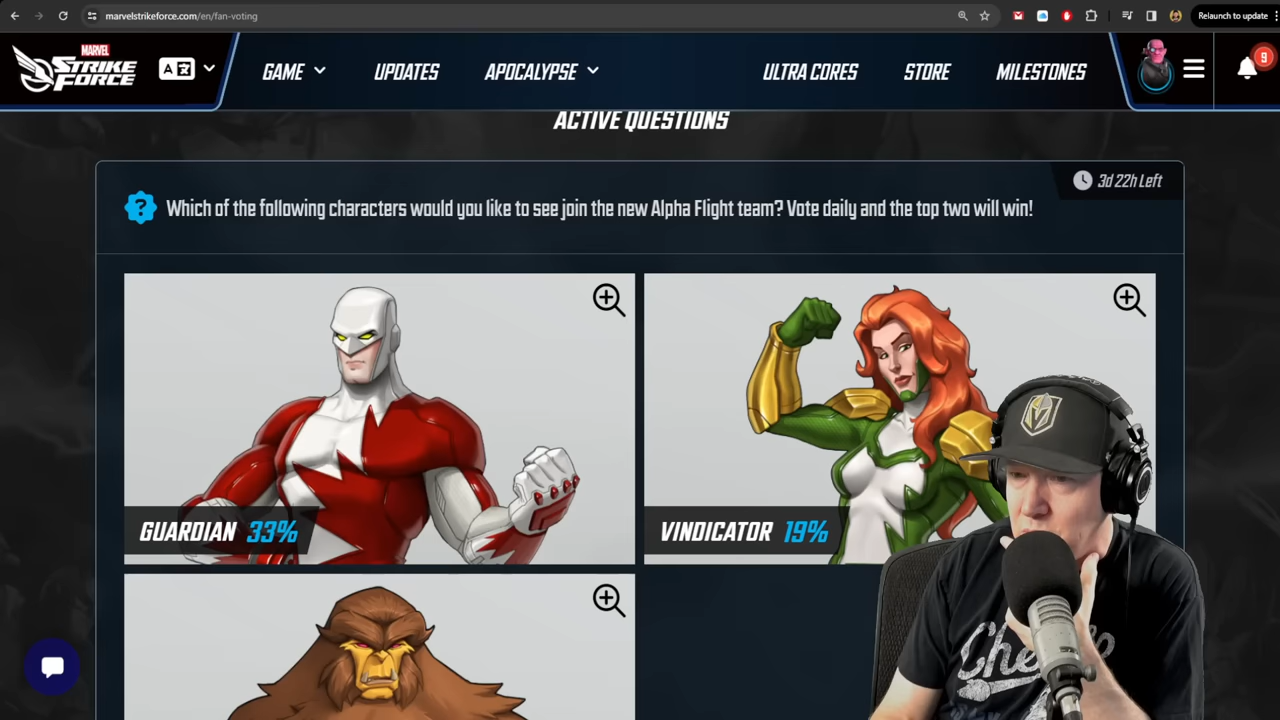 marvelstrikeforce.com/en/fan-voting
Relaunch to update
MARVEL
STRIKE
FORCE
GAME
UPDATES
APOCALYPSE
ULTRA CORES
STORE
MILESTONES
9
ACTIVE QUESTIONS
3d 22h Left
? Which of the following characters would you like to see join the new Alpha Flight team? Vote daily and the top two will win!
GUARDIAN 33%
VINDICATOR 19%